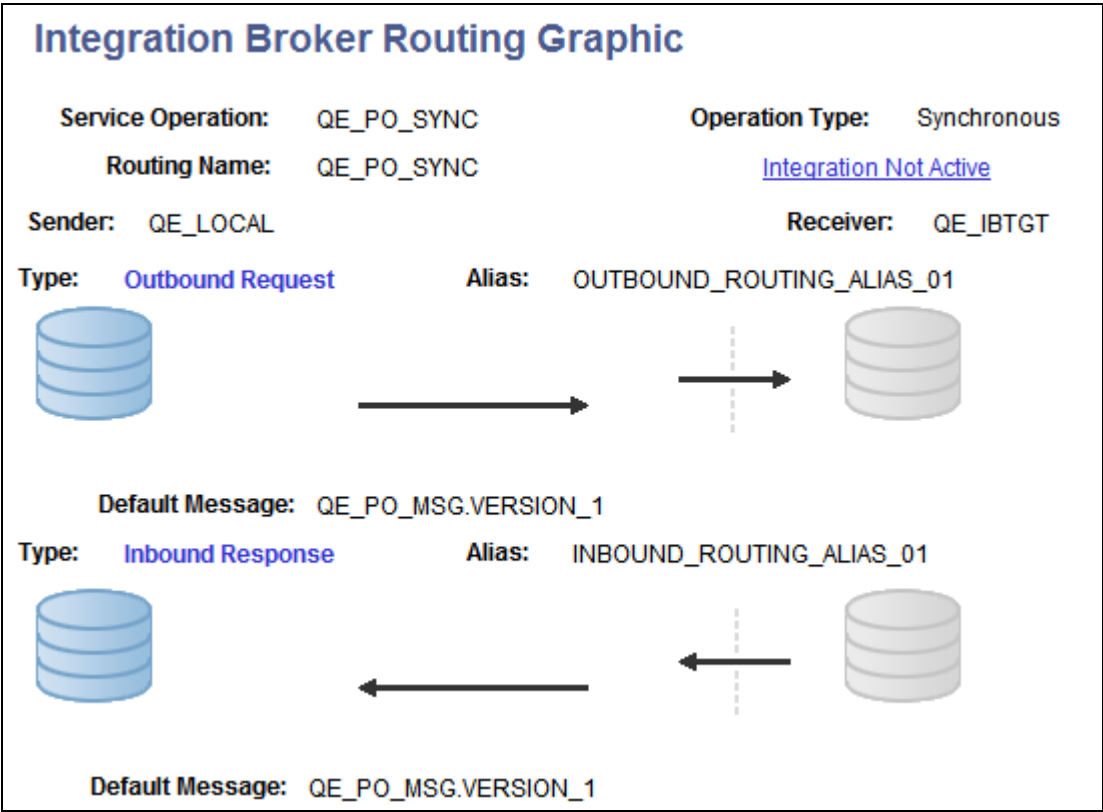 Integration Broker Routing Graphic
Service Operation: QE_PO_SYNC Operation Type: Synchronous
Routing Name: QE_PO_SYNC Integration Not Active
Sender: QE_LOCAL Receiver: QE_IBTGT
Type: Outbound Request Alias: OUTBOUND_ROUTING_ALIAS_01
Default Message: QE_PO_MSG.VERSION_1
Type: Inbound Response Alias: INBOUND_ROUTING_ALIAS_01
Default Message: QE_PO_MSG.VERSION_1